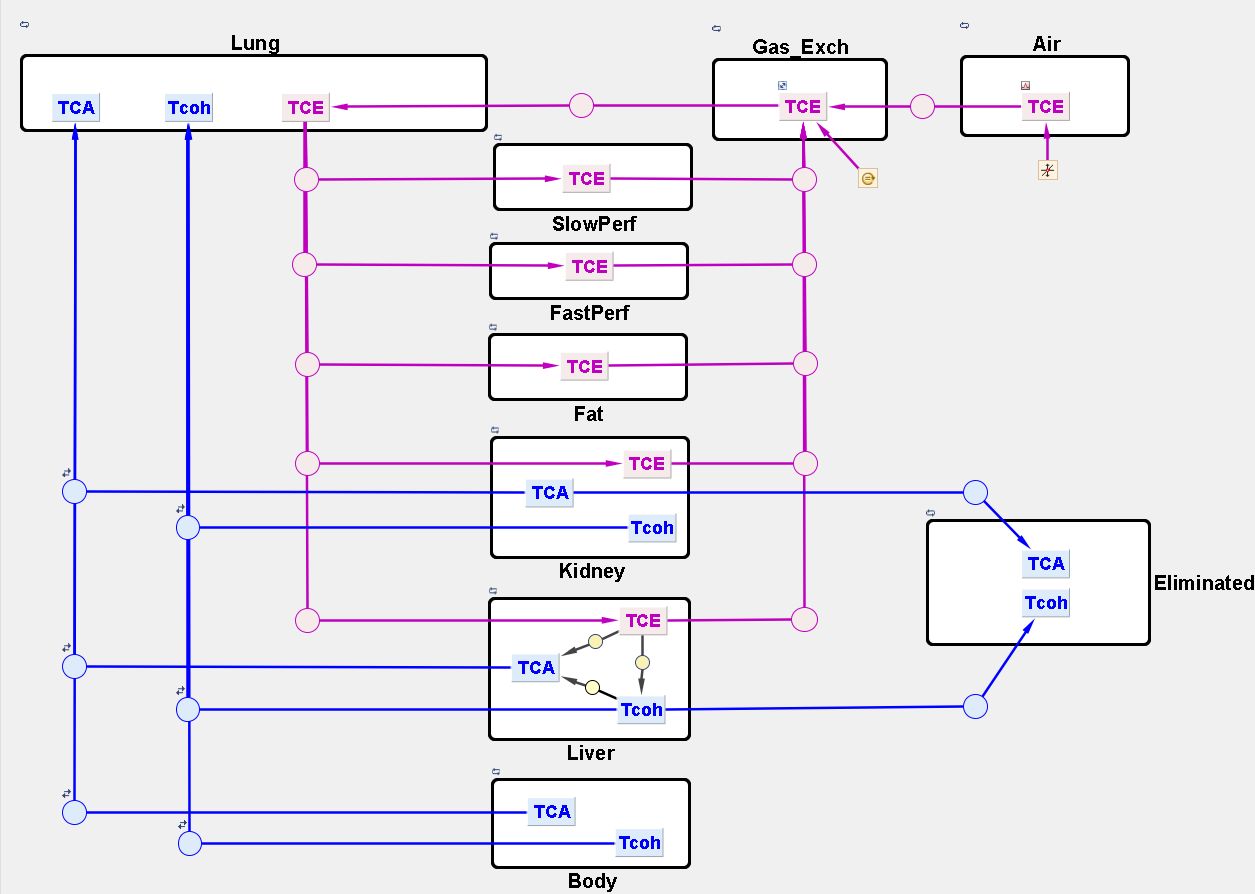 Lung
Gas_Exch
Air
TCA
Tcoh
TCE
TCE
TCE
TCE
SlowPerf
TCE
FastPerf
TCE
Fat
TCE
TCA
Tcoh
Kidney
TCA
Tcoh
Eliminated
TCE
TCA
Tcoh
Liver
TCA
Tcoh
Body